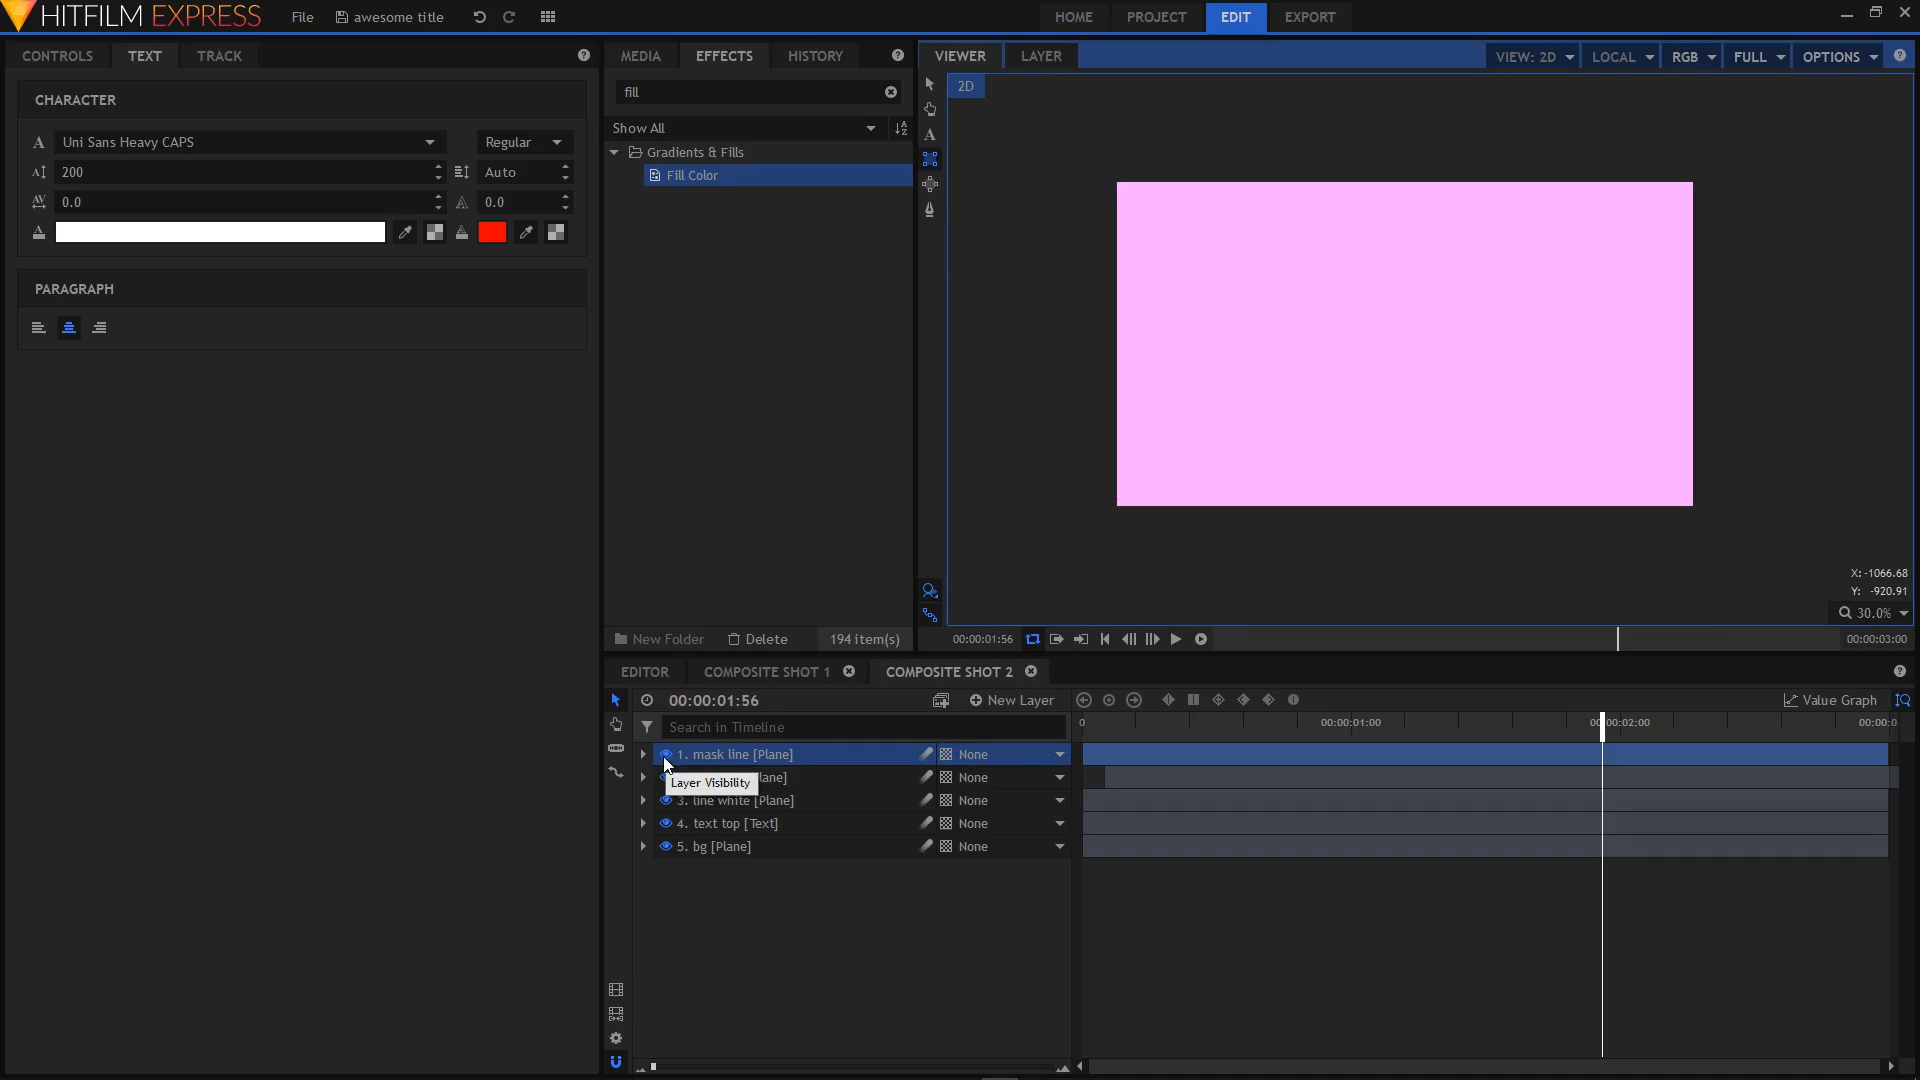 HITFILM EXPRESS
File
awesome title
HOME
PROJECT
EDIT
EXPORT
CONTROLS
TEXT
TRACK
CHARACTER
Uni Sans Heavy CAPS
Regular
200
Auto
0.0
0.0
PARAGRAPH
MEDIA
EFFECTS
HISTORY
fill
Show All
Gradients & Fills
Fill Color
New Folder
Delete
194 item(s)
VIEWER
LAYER
VIEW: 2D
LOCAL
RGB
FULL
OPTIONS
2D
X: -1066.68
Y: -920.91
30.0%
00:00:01:56
00:00:03:00
EDITOR
COMPOSITE SHOT 1
COMPOSITE SHOT 2
00:00:01:56
New Layer
Value Graph
Search in Timeline
0
00:00:01:00
00:00:02:00
00:00:0
1. mask line [Plane]
None
lane]
None
Layer Visibility
3. line white [Plane]
None
4. text top [Text]
None
5. bg [Plane]
None